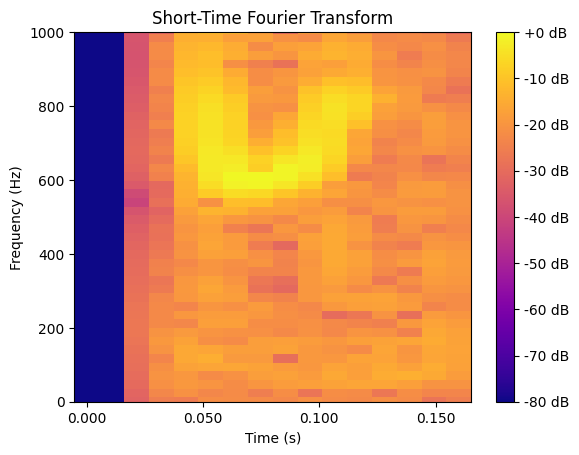 Short-Time Fourier Transform
Frequency (Hz)
1000
800
600
400
200
0
0.000
0.050
0.100
0.150
Time (s)
+0 dB
-10 dB
-20 dB
-30 dB
-40 dB
-50 dB
-60 dB
-70 dB
-80 dB